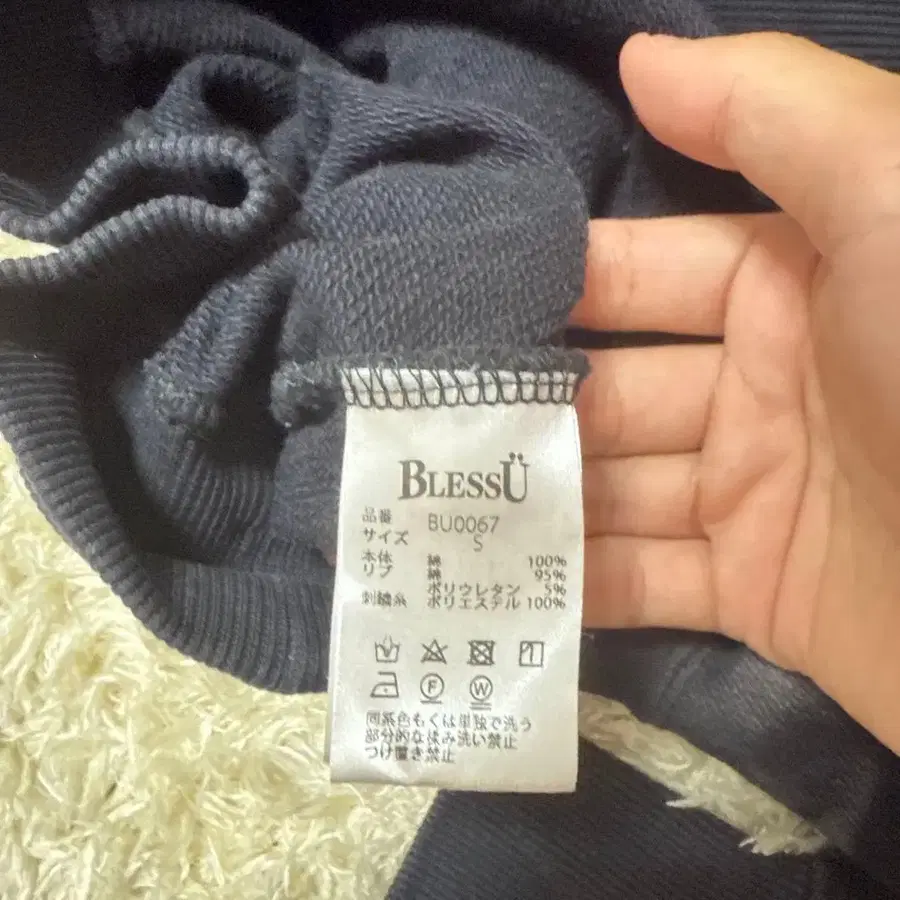 BLESSÜ
品番 BU0067
サイズ S
本体 綿 100%
リブ 綿 95%
ポリウレタン 5%
刺繍糸 ポリエステル 100%
F W
同系色もくは単独で洗う
部分的なはみ洗い禁止
つけ置き禁止